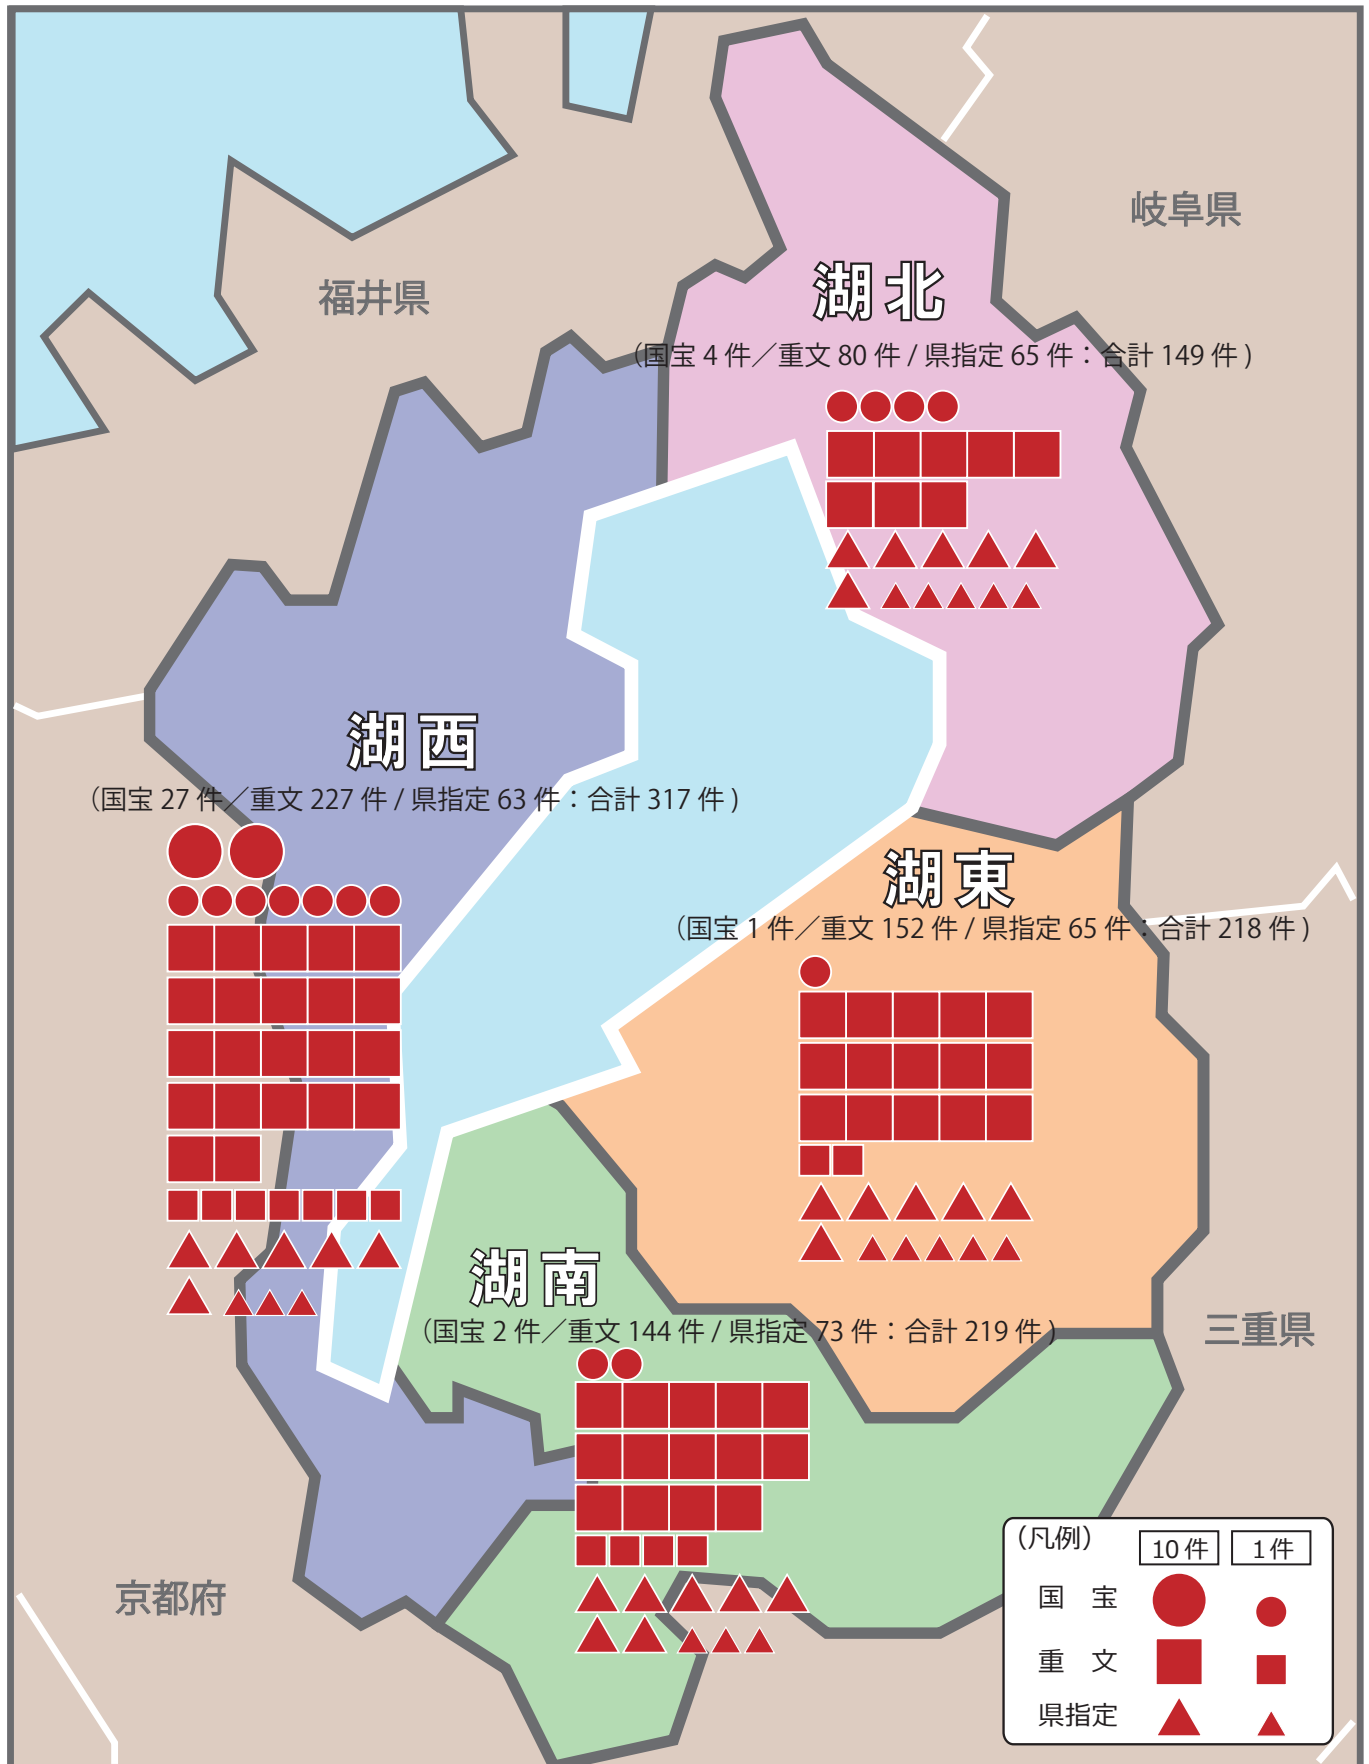 岐阜県
福井県
湖北
（国宝 4 件／重文 80 件 / 県指定 65 件：合計 149 件 )
湖西
（国宝 27 件／重文 227 件 / 県指定 63 件：合計 317 件 )
湖東
（国宝 1 件／重文 152 件 / 県指定 65 件：合計 218 件 )
湖南
（国宝 2 件／重文 144 件 / 県指定 73 件：合計 219 件 )
三重県
京都府
（凡例）
10 件 1 件
国　宝
重　文
県指定